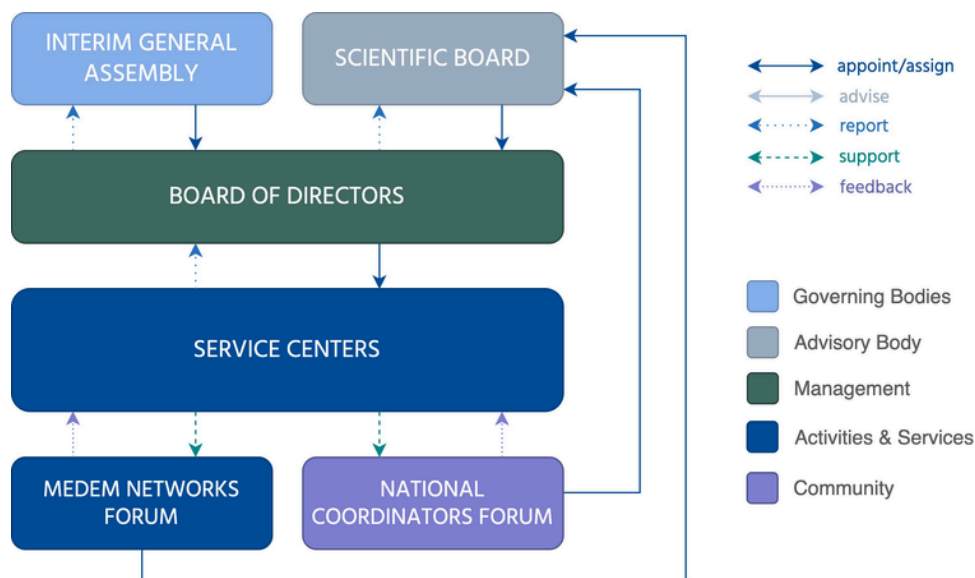 INTERIM GENERAL
ASSEMBLY
SCIENTIFIC BOARD
BOARD OF DIRECTORS
SERVICE CENTERS
MEDEM NETWORKS
FORUM
NATIONAL
COORDINATORS FORUM
appoint/assign
advise
report
support
feedback
Governing Bodies
Advisory Body
Management
Activities & Services
Community